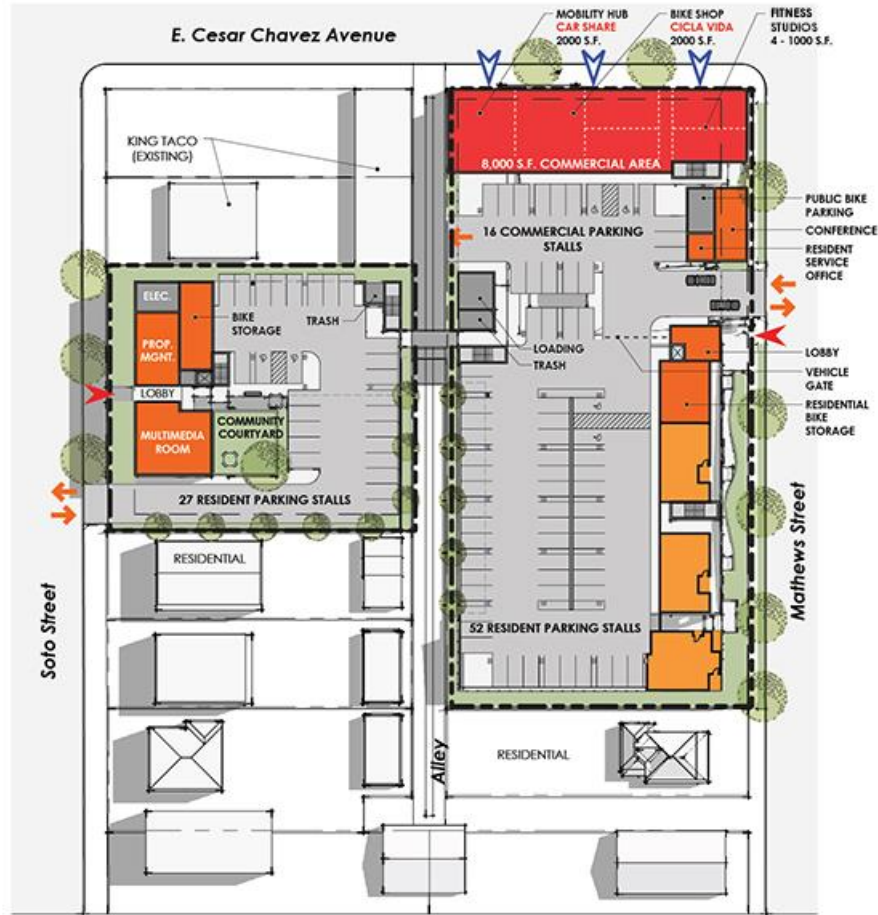 E. Cesar Chavez Avenue
MOBILITY HUB
CAR SHARE
2000 S.F.
BIKE SHOP
CICLA VIDA
2000 S.F.
FITNESS
STUDIOS
4 - 1000 S.F.
KING TACO
(EXISTING)
8,000 S.F. COMMERCIAL AREA
16 COMMERCIAL PARKING
STALLS
PUBLIC BIKE
PARKING
CONFERENCE
RESIDENT
SERVICE
OFFICE
ELEC.
BIKE
STORAGE
TRASH
PROP.
MGNT.
LOBBY
MULTIMEDIA
ROOM
COMMUNITY
COURTYARD
27 RESIDENT PARKING STALLS
LOADING
TRASH
LOBBY
VEHICLE
GATE
RESIDENTIAL
BIKE
STORAGE
52 RESIDENT PARKING STALLS
RESIDENTIAL
Soto Street
Mathews Street
Alley
RESIDENTIAL